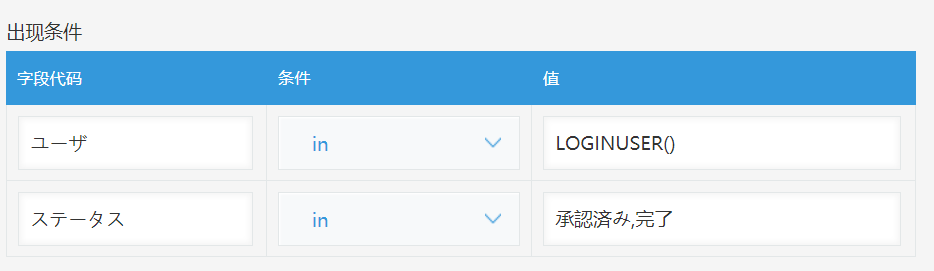 出现条件
字段代码 条件 值
ユーザ in LOGINUSER()
ステータス in 承認済み,完了